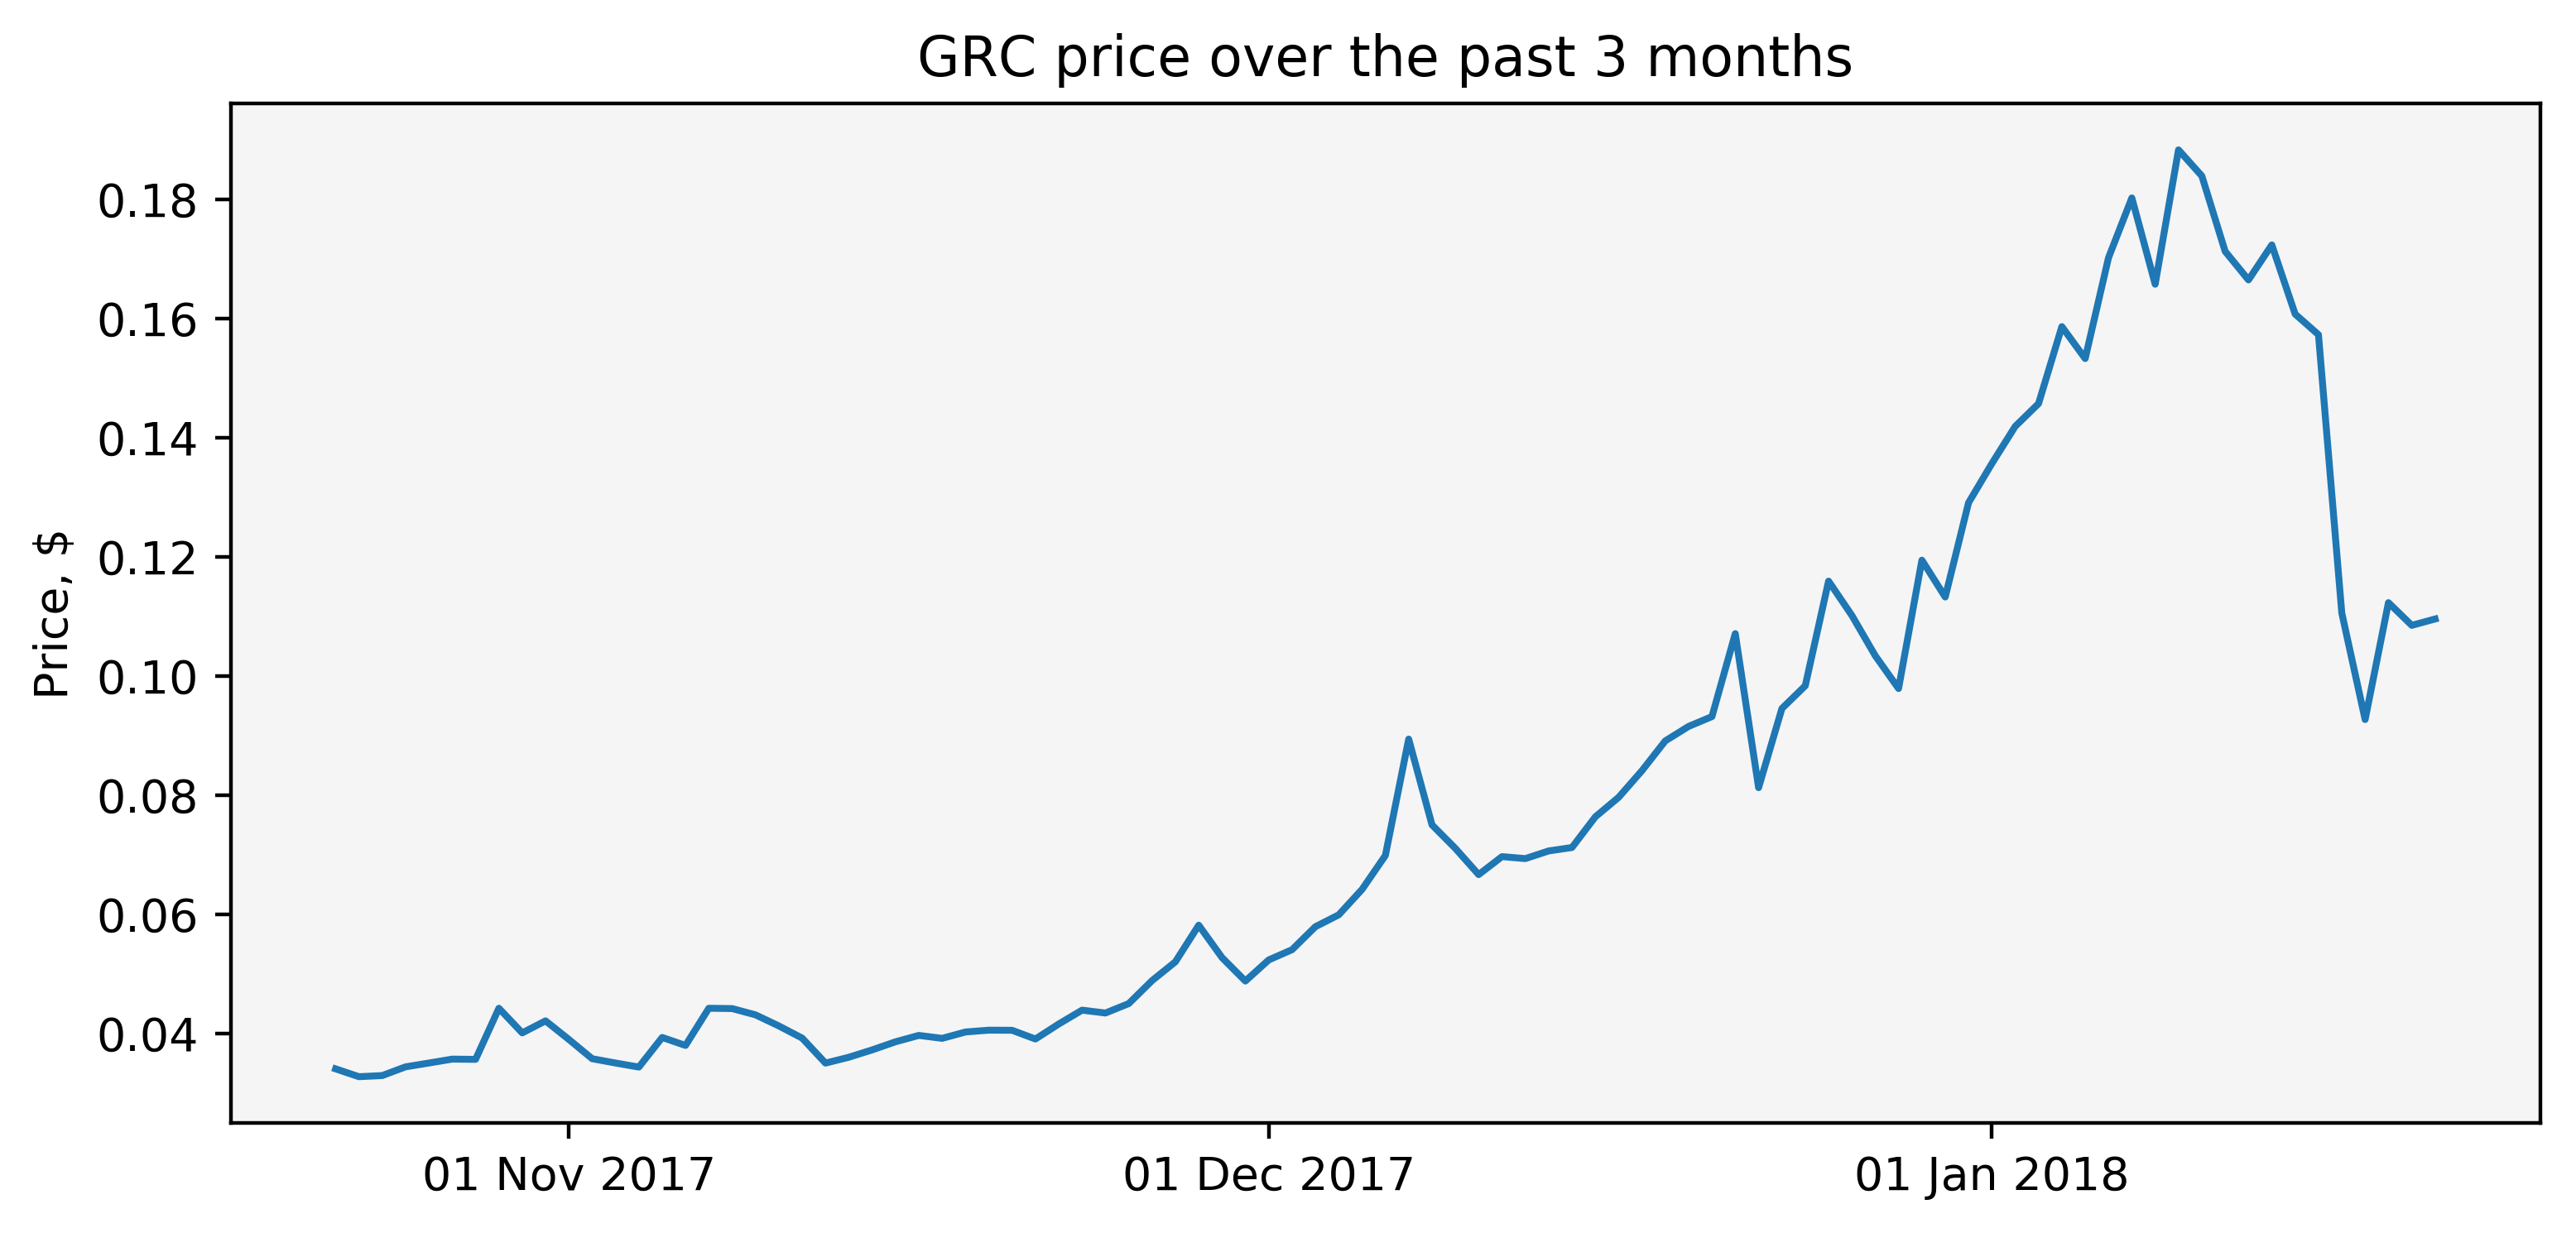 GRC price over the past 3 months
Price, $
0.18
0.16
0.14
0.12
0.10
0.08
0.06
0.04
01 Nov 2017
01 Dec 2017
01 Jan 2018